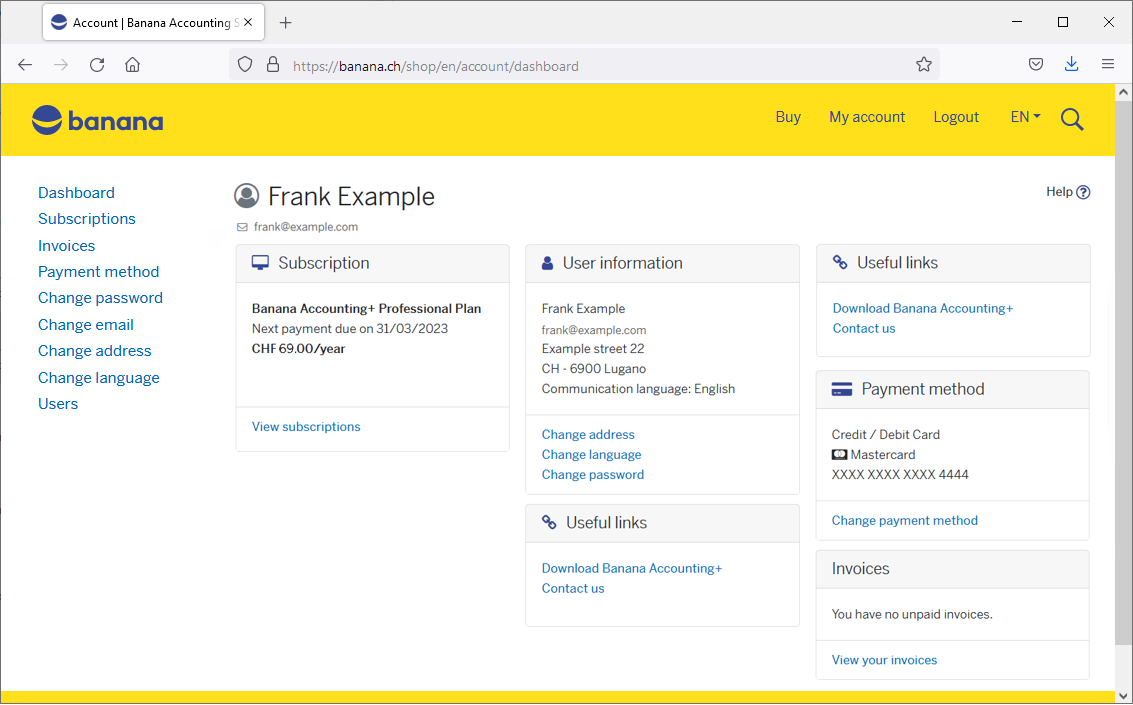 Account | Banana Accounting S
https://banana.ch/shop/en/account/dashboard
banana
Buy
My account
Logout
EN
Dashboard
Subscriptions
Invoices
Payment method
Change password
Change email
Change address
Change language
Users
Frank Example
Help
frank@example.com
Subscription
Banana Accounting+ Professional Plan
Next payment due on 31/03/2023
CHF 69.00/year
View subscriptions
User information
Frank Example
frank@example.com
Example street 22
CH - 6900 Lugano
Communication language: English
Change address
Change language
Change password
Useful links
Download Banana Accounting+
Contact us
Useful links
Download Banana Accounting+
Contact us
Payment method
Credit / Debit Card
Mastercard
XXXX XXXX XXXX 4444
Change payment method
Invoices
You have no unpaid invoices.
View your invoices